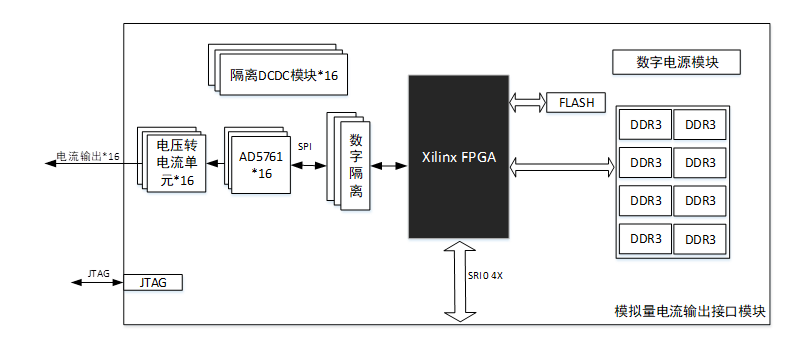 隔离DCDC模块*16
数字电源模块
Xilinx FPGA
FLASH
DDR3
DDR3
DDR3
DDR3
DDR3
DDR3
DDR3
DDR3
电流输出*16
电压转
电流单
元*16
AD5761
*16
SPI
数
字
隔
离
JTAG
JTAG
SRIO 4X
模拟量电流输出接口模块